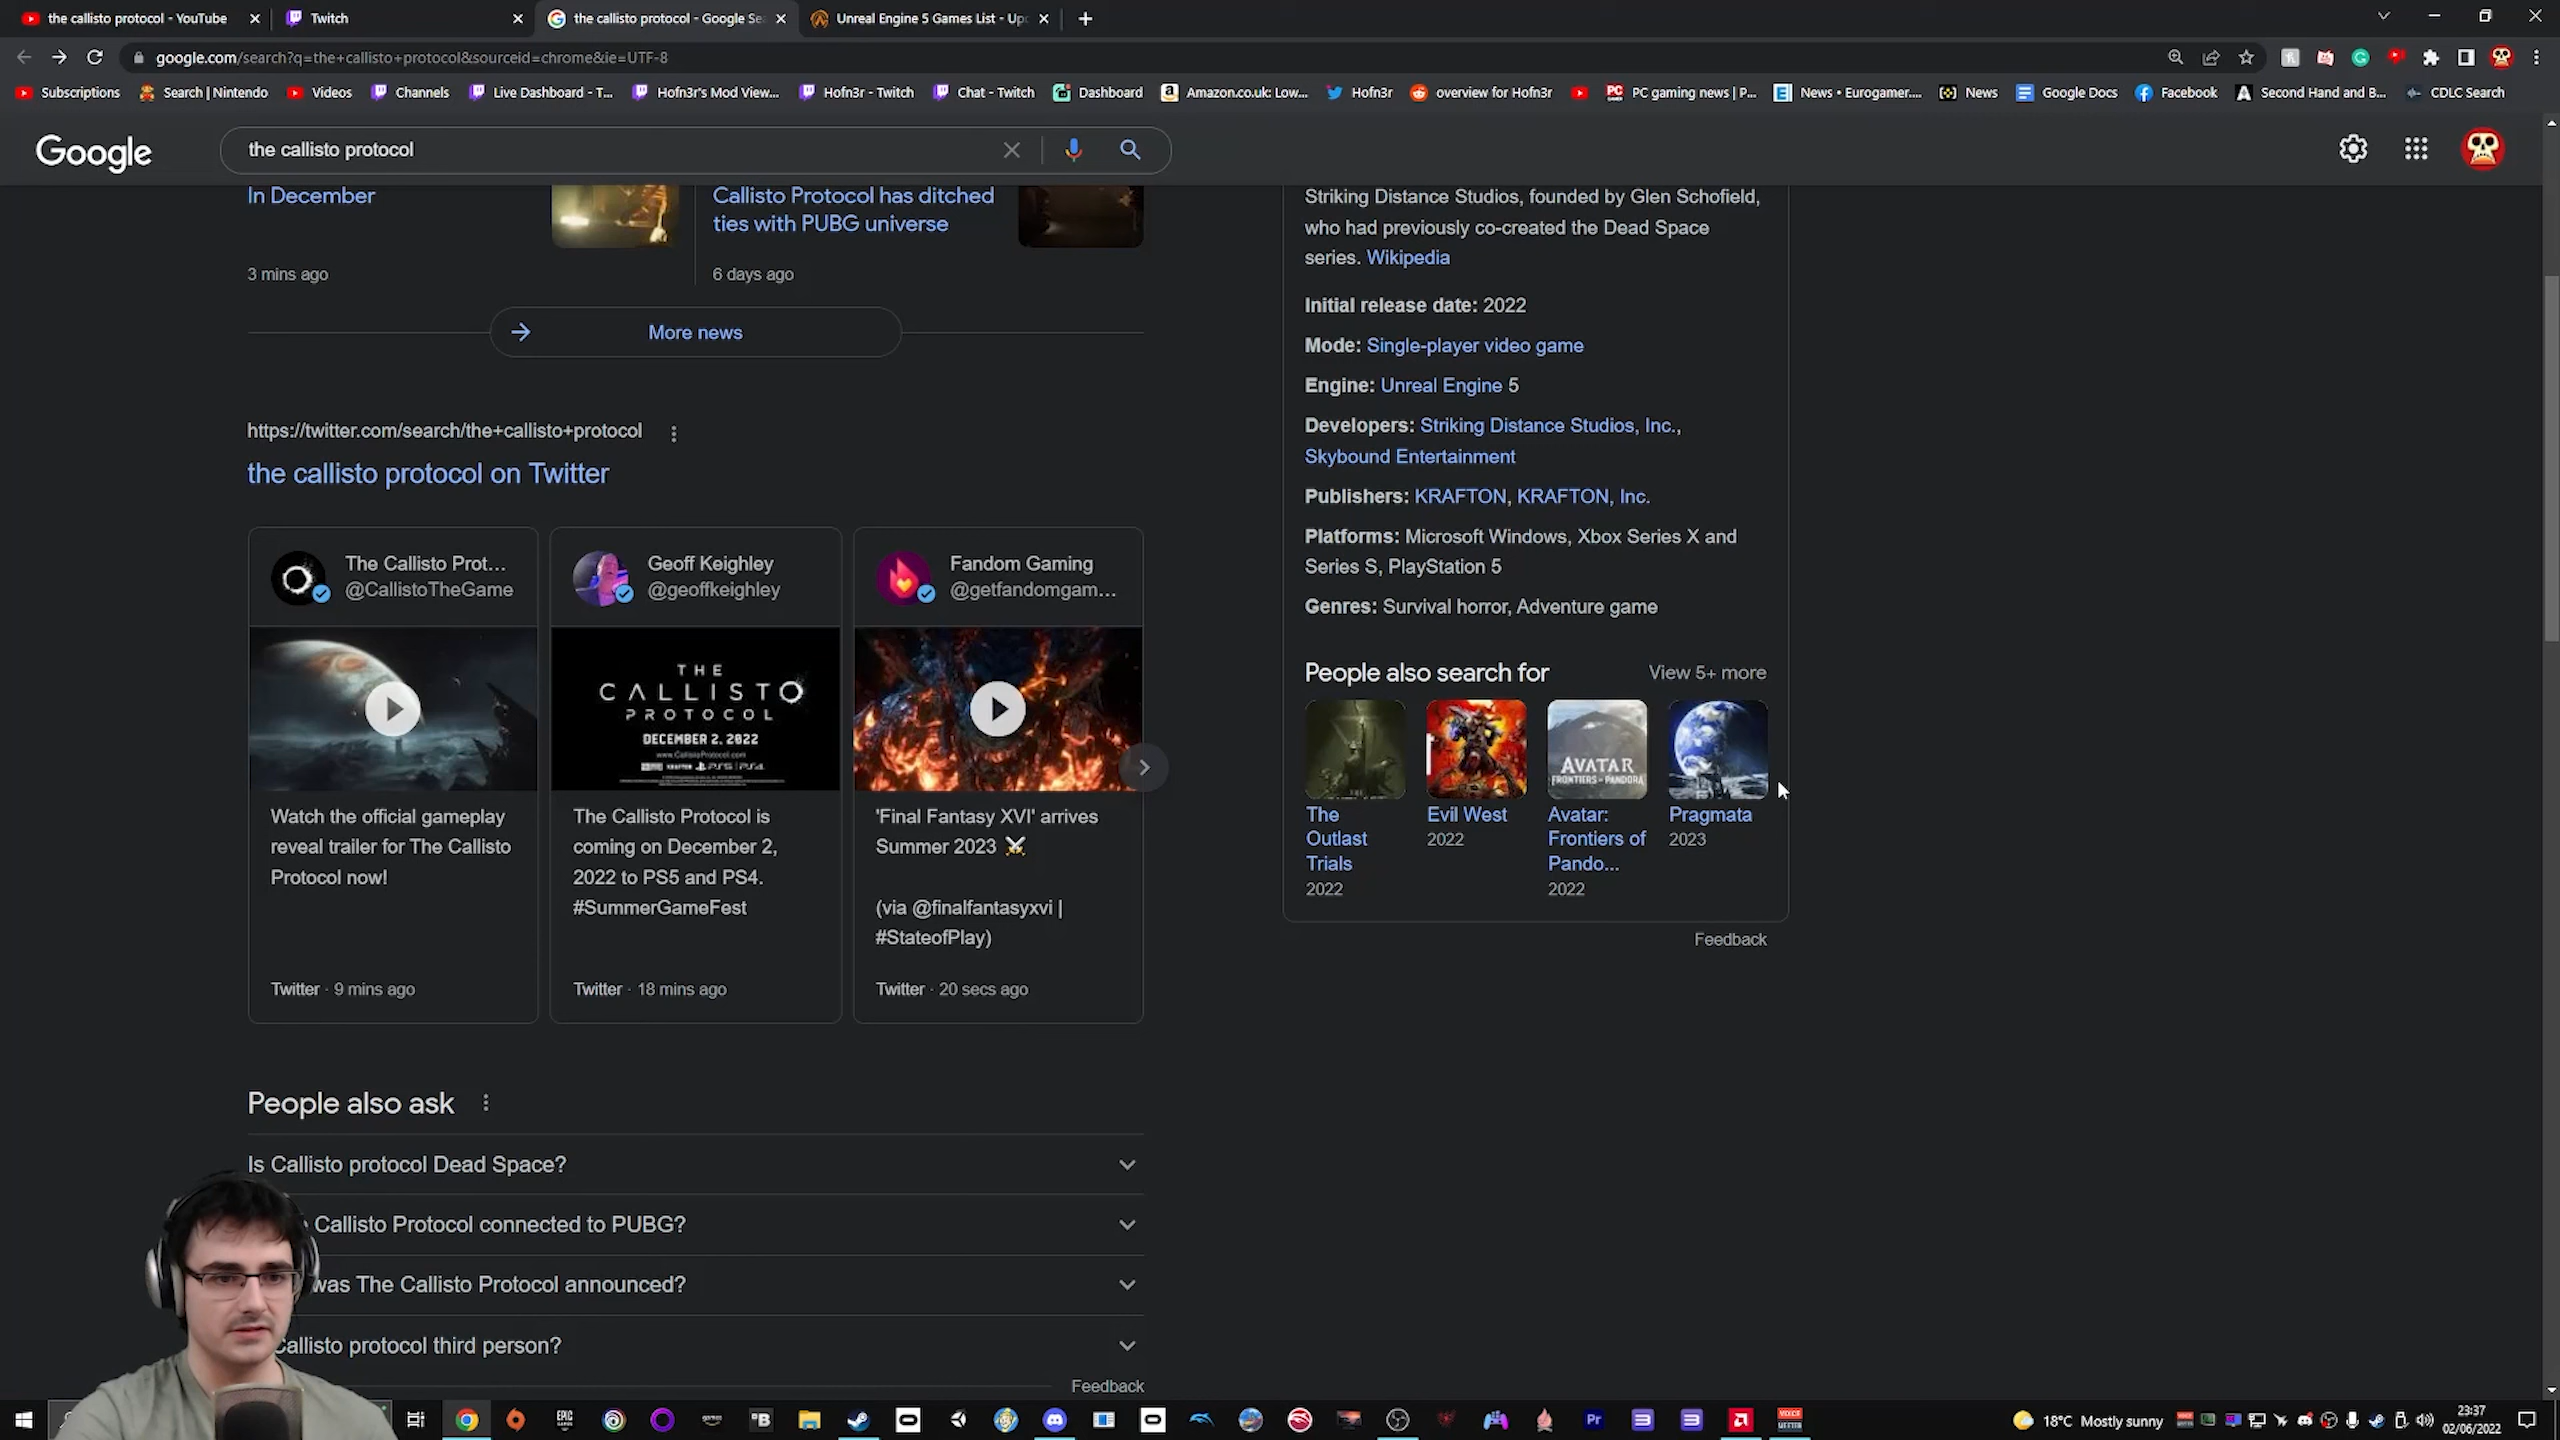 the callisto protocol - YouTube
Twitch
the callisto protocol - Google Se
Unreal Engine 5 Games List - Up
google.com/search?q=the+callisto+protocol&sourceid=chrome&ie=UTF-8
Subscriptions
Search | Nintendo
Videos
Channels
Live Dashboard - T...
Hofn3r's Mod View...
Hofn3r - Twitch
Chat - Twitch
Dashboard
Amazon.co.uk: Low...
Hofn3r
overview for Hofn3r
PC gaming news | P...
News • Eurogamer....
News
Google Docs
Facebook
Second Hand and B...
CDLC Search
Google
the callisto protocol
In December
3 mins ago
Callisto Protocol has ditched
ties with PUBG universe
6 days ago
More news
https://twitter.com/search/the+callisto+protocol
the callisto protocol on Twitter
The Callisto Prot...
@CallistoTheGame
Watch the official gameplay
reveal trailer for The Callisto
Protocol now!
Twitter · 9 mins ago
Geoff Keighley
@geoffkeighley
THE
CALLISTO
PROTOCOL
DECEMBER 2, 2022
www.CallistoProtocol.com
KRAFTON
PS5 | PS4
The Callisto Protocol is
coming on December 2,
2022 to PS5 and PS4.
#SummerGameFest
Twitter · 18 mins ago
Fandom Gaming
@getfandomgam...
'Final Fantasy XVI' arrives
Summer 2023 ⚔️
(via @finalfantasyxvi |
#StateofPlay)
Twitter · 20 secs ago
People also ask
Is Callisto protocol Dead Space?
Callisto Protocol connected to PUBG?
was The Callisto Protocol announced?
Callisto protocol third person?
Feedback
Striking Distance Studios, founded by Glen Schofield,
who had previously co-created the Dead Space
series. Wikipedia
Initial release date: 2022
Mode: Single-player video game
Engine: Unreal Engine 5
Developers: Striking Distance Studios, Inc.,
Skybound Entertainment
Publishers: KRAFTON, KRAFTON, Inc.
Platforms: Microsoft Windows, Xbox Series X and
Series S, PlayStation 5
Genres: Survival horror, Adventure game
People also search for
View 5+ more
The
Outlast
Trials
2022
Evil West
2022
AVATAR
FRONTIERS OF PANDORA
Avatar:
Frontiers of
Pando...
2022
Pragmata
2023
Feedback
18°C Mostly sunny
23:37
02/06/2022